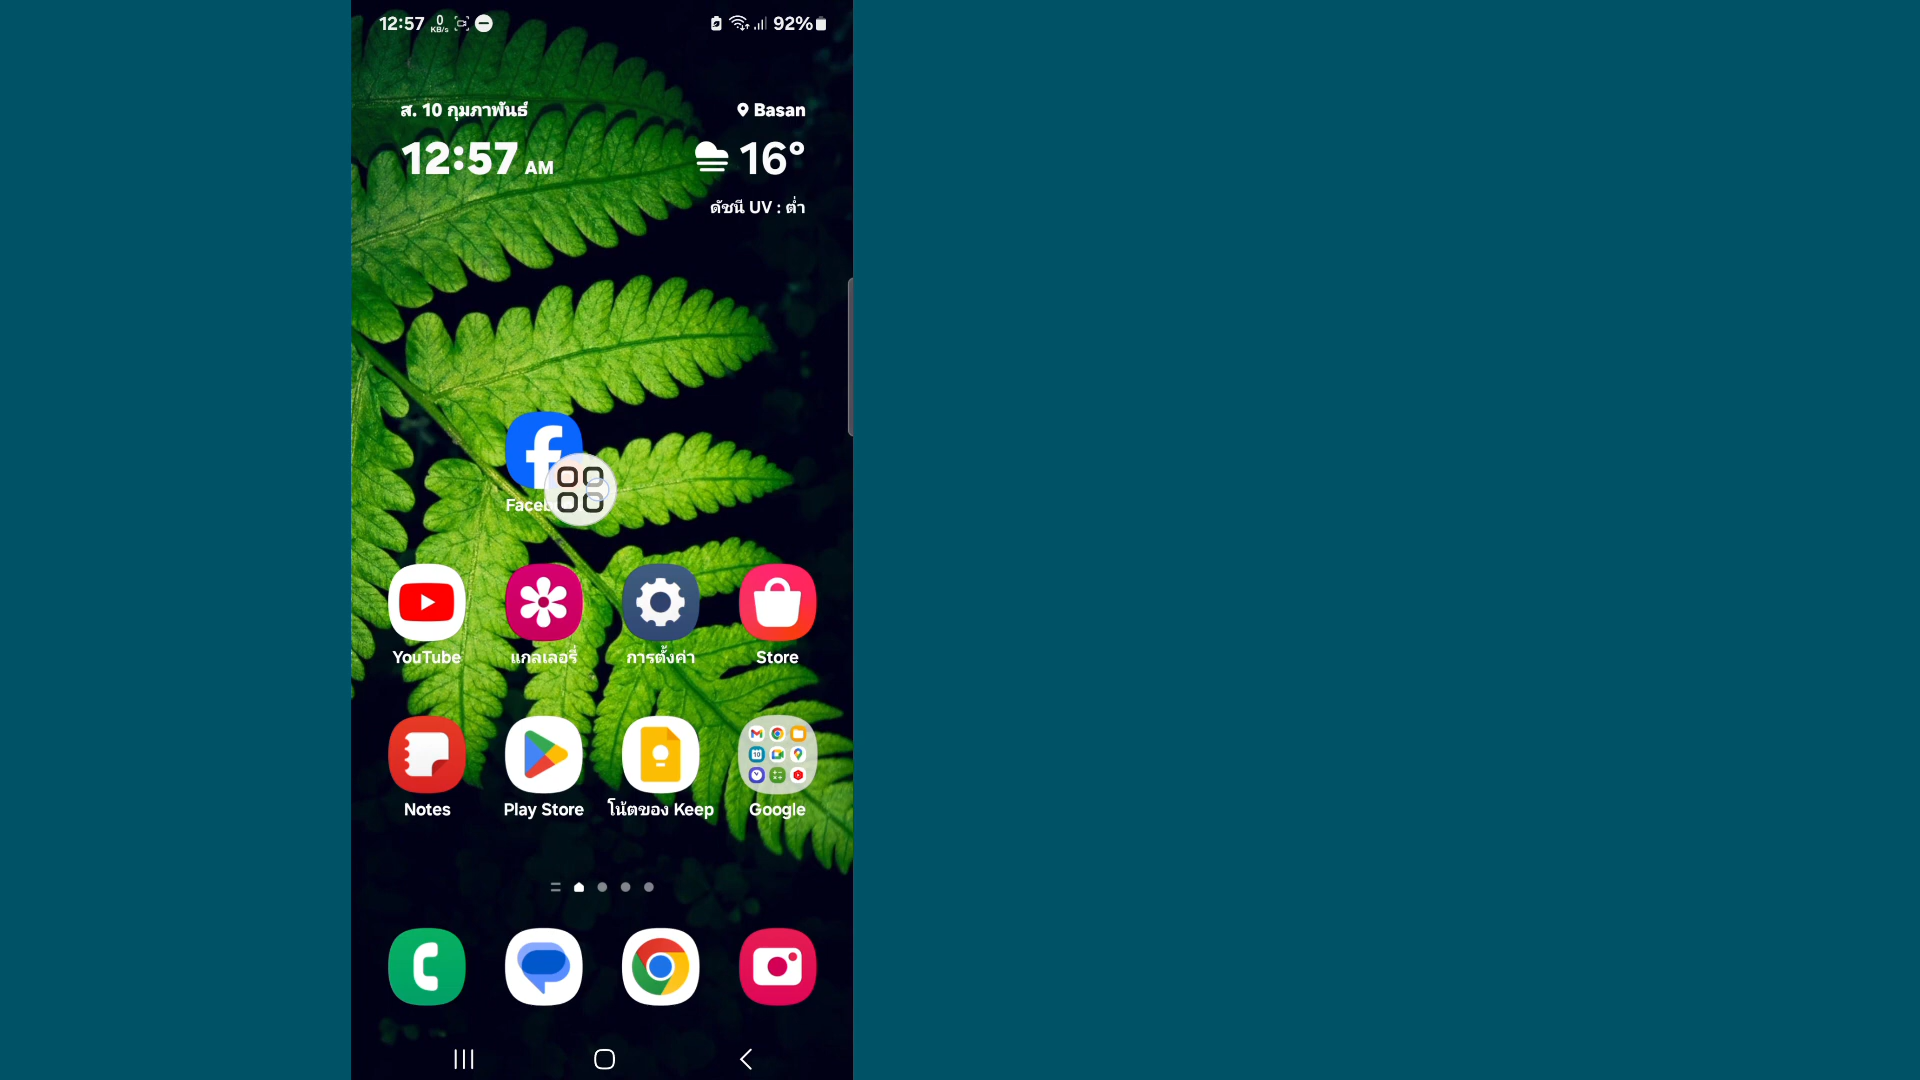 12:57 0 KB/s 92%
ส. 10 กุมภาพันธ์ Basan
12:57 AM 16°
ดัชนี UV : ต่ำ
YouTube แกลเลอรี่ การตั้งค่า Store
Notes Play Store โน้ตของ Keep Google